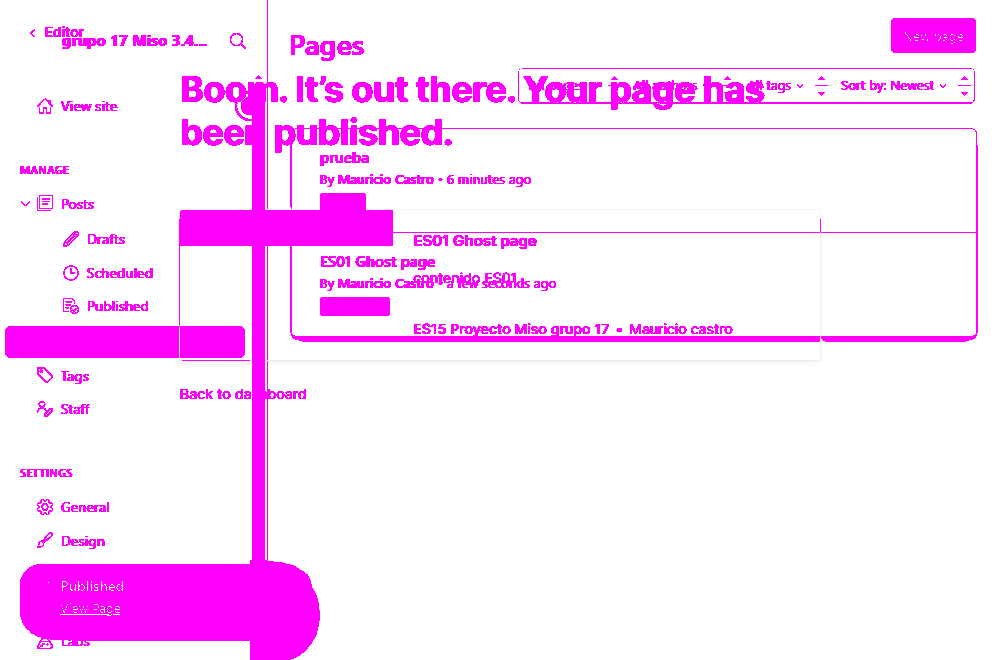 Editor
grupo 17 Miso 3.4...
Pages
New page
Boom. It's out there. Your page has
been published.
tags
Sort by: Newest
View site
prueba
By Mauricio Castro • 6 minutes ago
MANAGE
Posts
Drafts
Scheduled
Published
ES01 Ghost page
ES01 Ghost page
contenido ES01
By Mauricio Castro • a few seconds ago
ES15 Proyecto Miso grupo 17 • Mauricio castro
Tags
Back to dashboard
Staff
SETTINGS
General
Design
Published
View Page
Labs